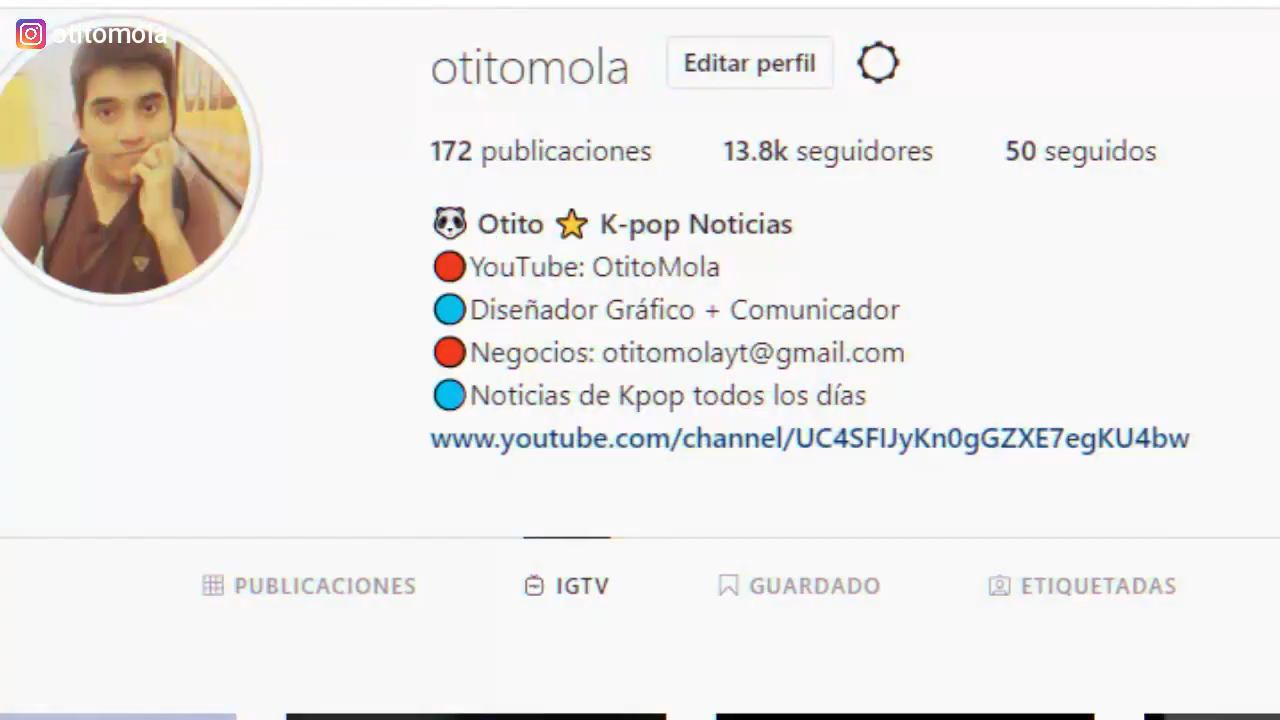 otitomola
otitomola Editar perfil
172 publicaciones 13.8k seguidores 50 seguidos
🐼 Otito ⭐ K-pop Noticias
🔴YouTube: OtitoMola
🔵Diseñador Gráfico + Comunicador
🔴Negocios: otitomolayt@gmail.com
🔵Noticias de Kpop todos los días
www.youtube.com/channel/UC4SFIJyKn0gGZXE7egKU4bw
PUBLICACIONES IGTV GUARDADO ETIQUETADAS